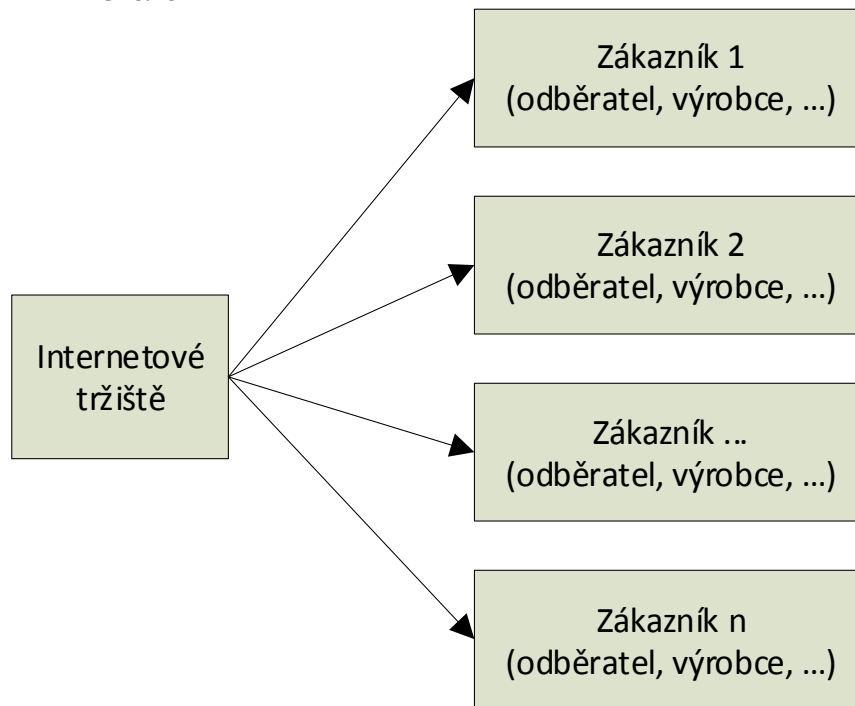 Zákazník 1
(odběratel, výrobce, ...)
Zákazník 2
(odběratel, výrobce, ...)
Internetové
tržiště
Zákazník ...
(odběratel, výrobce, ...)
Zákazník n
(odběratel, výrobce, ...)